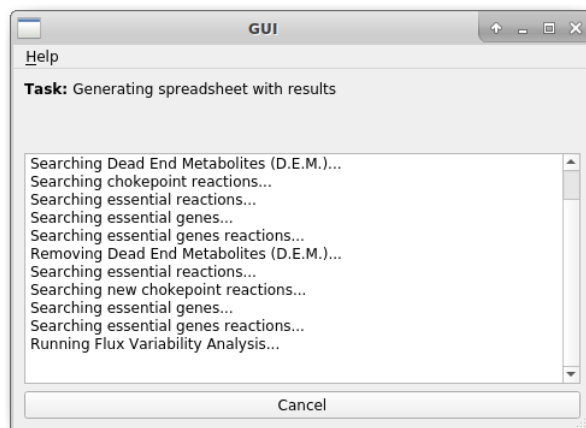 GUI
Help
Task: Generating spreadsheet with results
Searching Dead End Metabolites (D.E.M.)...
Searching chokepoint reactions...
Searching essential reactions...
Searching essential genes...
Searching essential genes reactions...
Removing Dead End Metabolites (D.E.M.)...
Searching essential reactions...
Searching new chokepoint reactions...
Searching essential genes...
Searching essential genes reactions...
Running Flux Variability Analysis...
Cancel